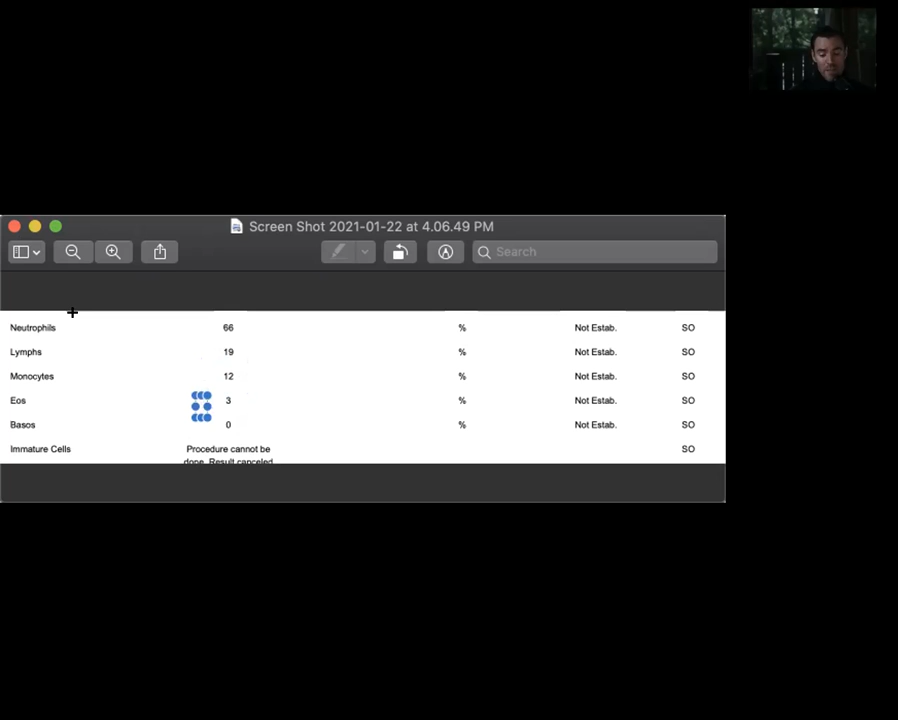 Screen Shot 2021-01-22 at 4.06.49 PM
Search
Neutrophils 66 % Not Estab. SO
Lymphs 19 % Not Estab. SO
Monocytes 12 % Not Estab. SO
Eos 3 % Not Estab. SO
Basos 0 % Not Estab. SO
Immature Cells Procedure cannot be SO
done. Result canceled